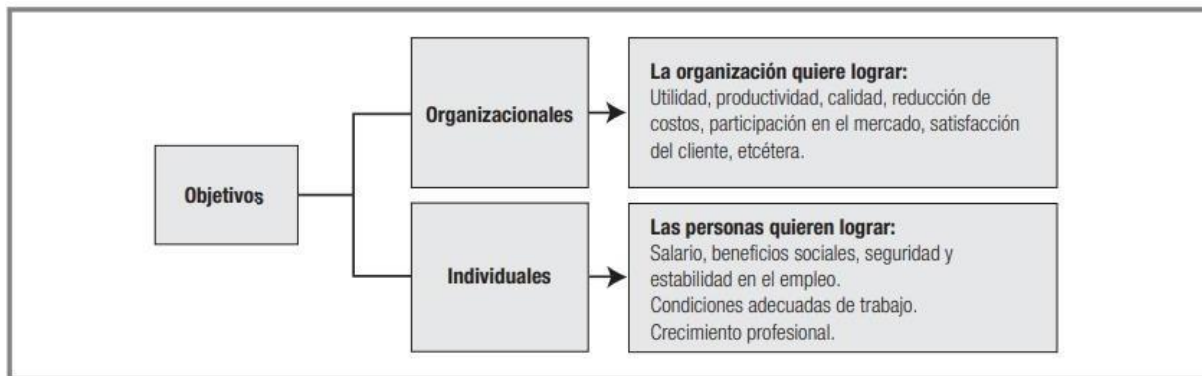 Objetivos
Organizacionales
La organización quiere lograr:
Utilidad, productividad, calidad, reducción de
costos, participación en el mercado, satisfacción
del cliente, etcétera.
Individuales
Las personas quieren lograr:
Salario, beneficios sociales, seguridad y
estabilidad en el empleo.
Condiciones adecuadas de trabajo.
Crecimiento profesional.